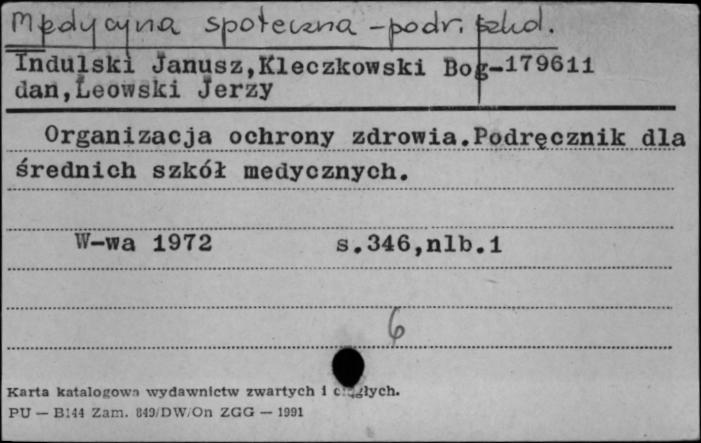 Medycyna społeczna - podr. szkol.
Indulski Janusz,Kleczkowski Bog-179611
dan,Leowski Jerzy
Organizacja ochrony zdrowia.Podręcznik dla
średnich szkół medycznych.
W-wa 1972 s.346,nlb.1
6
Karta katalogowa wydawnictw zwartych i ciągłych.
PU — B144 Zam. 849/DW/On ZGG — 1991